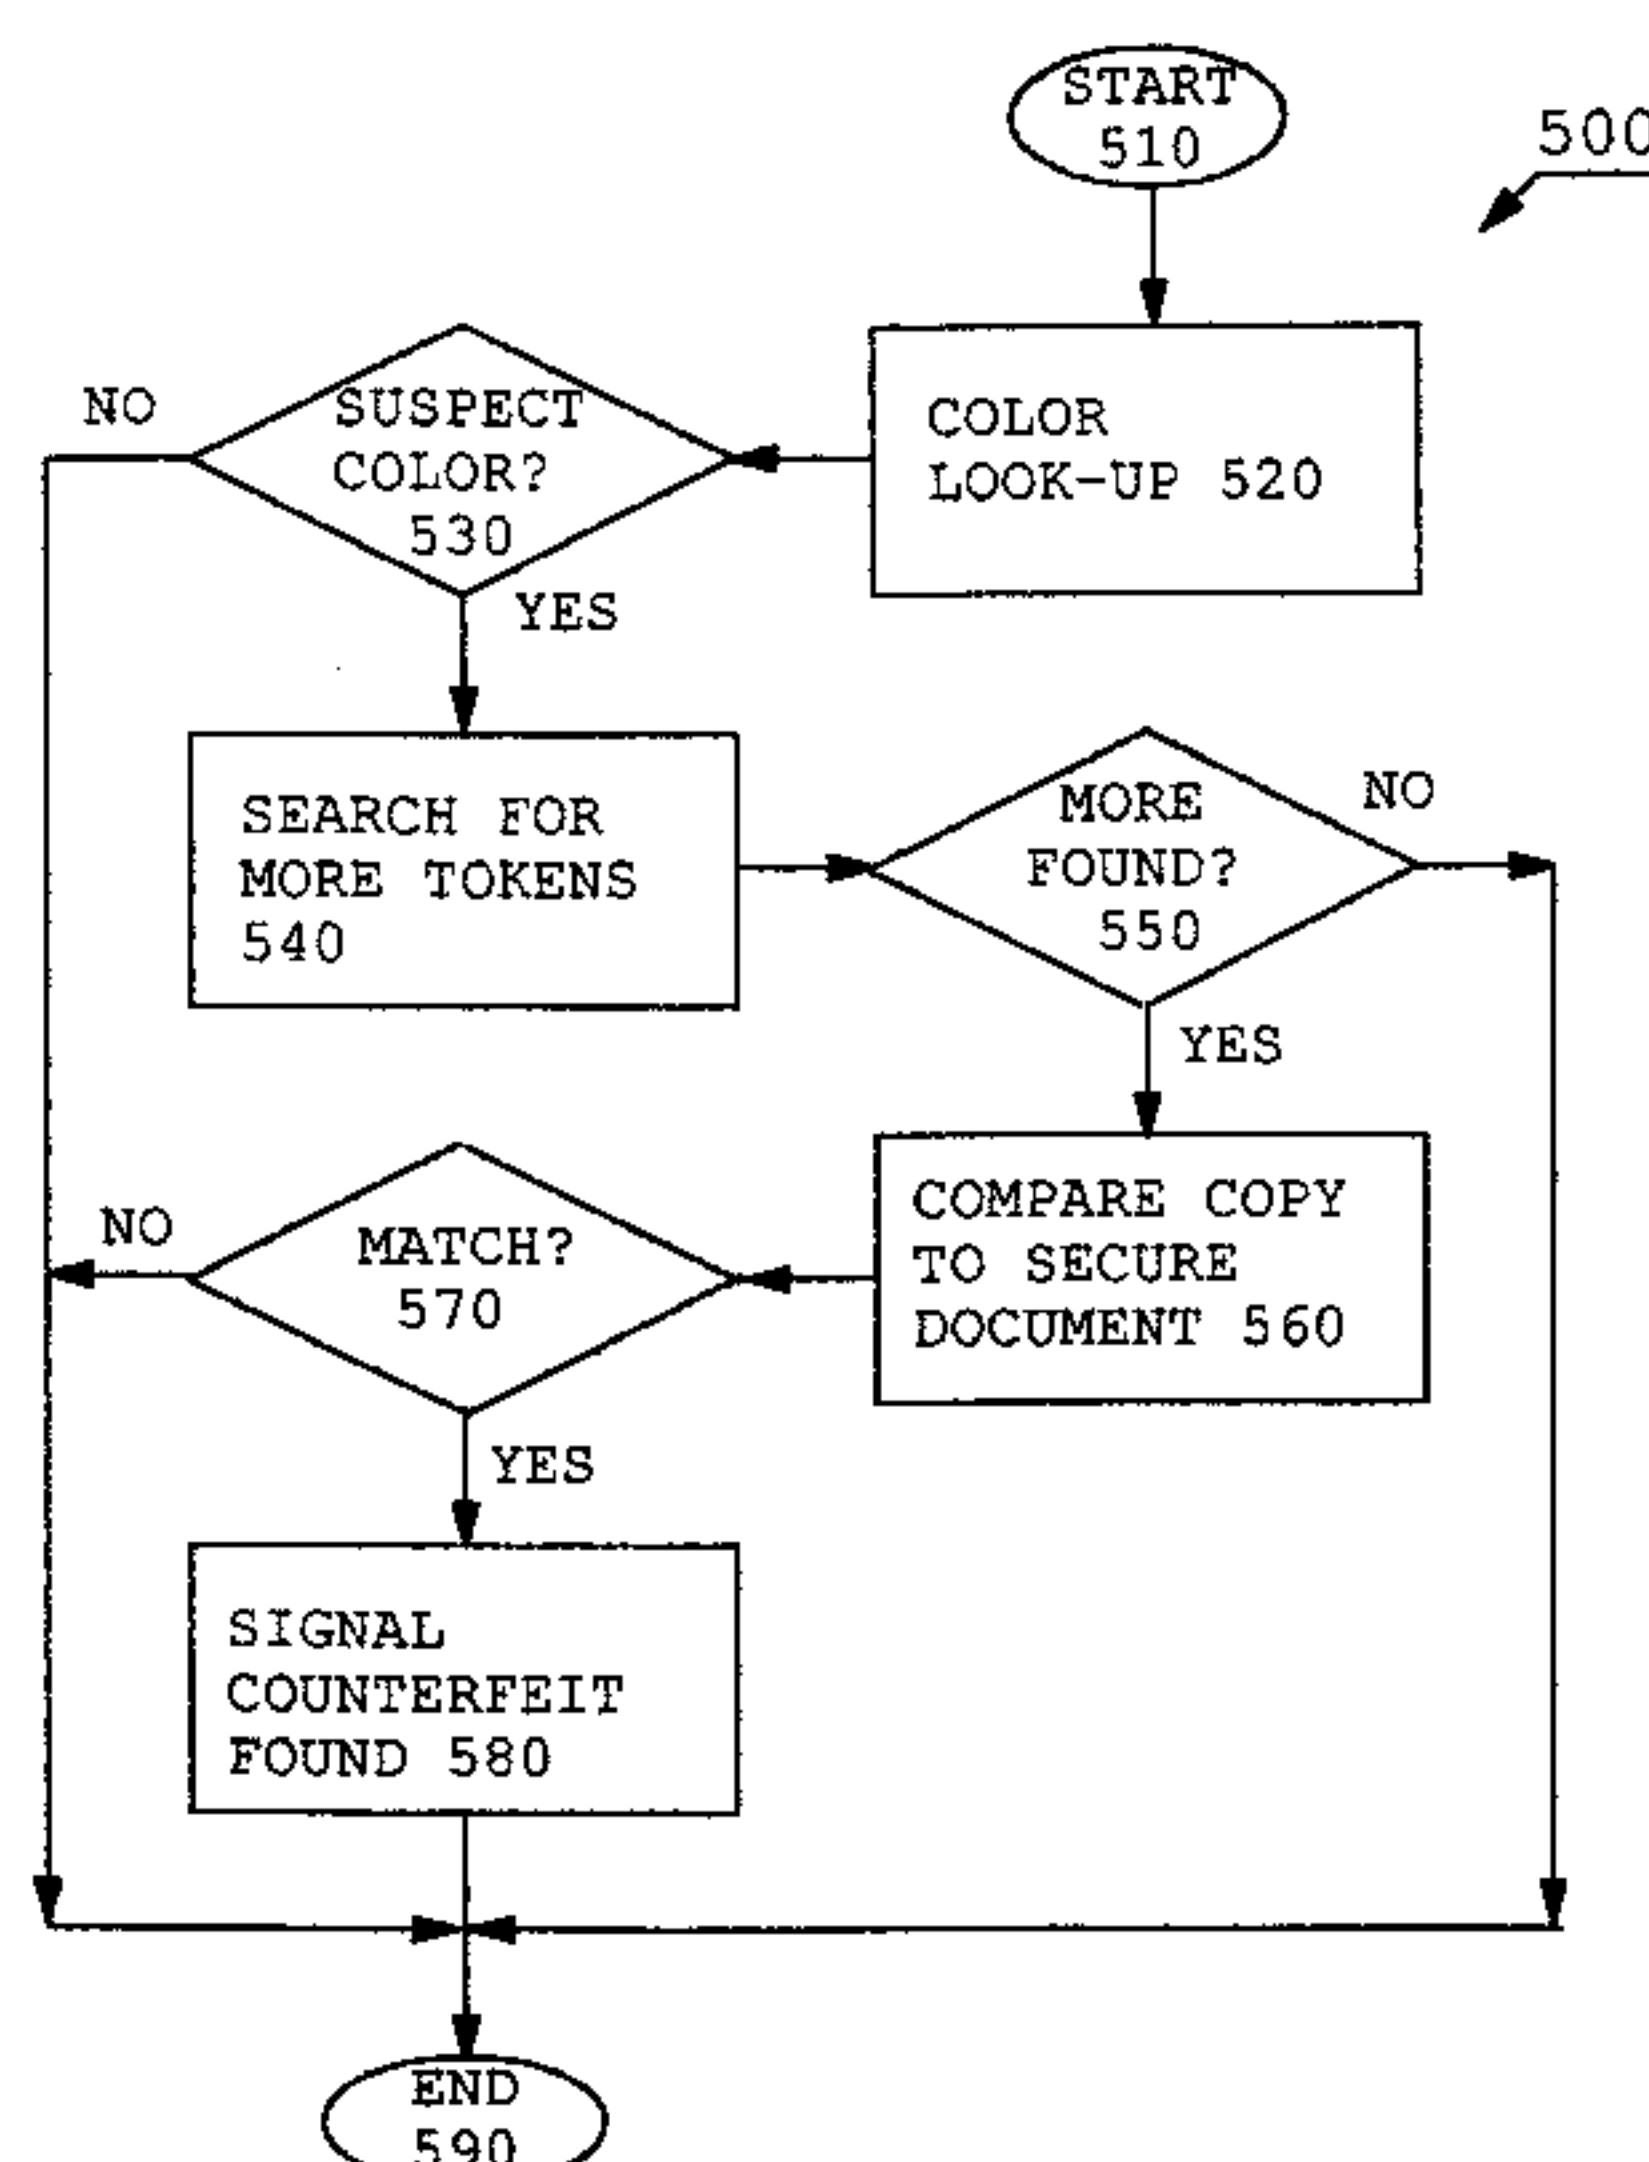 START
510
500
COLOR
LOOK-UP 520
SUSPECT
COLOR?
530
NO
YES
SEARCH FOR
MORE TOKENS
540
MORE
FOUND?
550
NO
YES
COMPARE COPY
TO SECURE
DOCUMENT 560
MATCH?
570
NO
YES
SIGNAL
COUNTERFEIT
FOUND 580
END
590